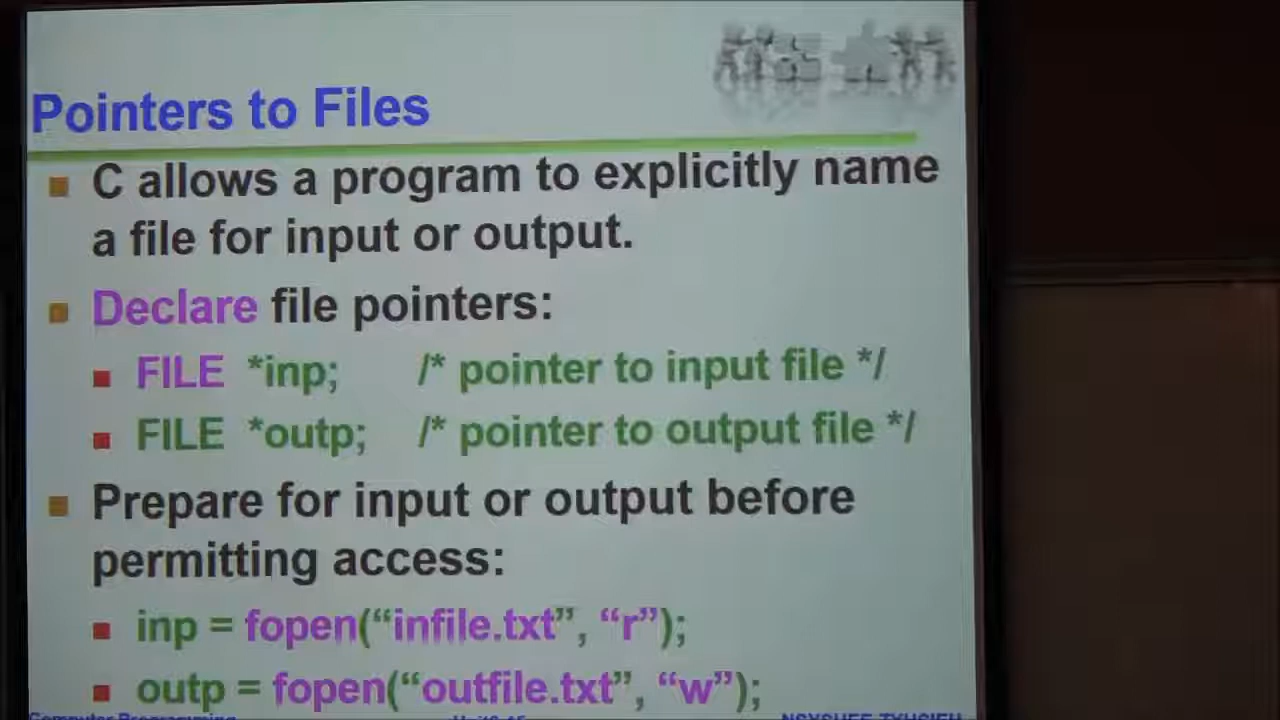 Pointers to Files
C allows a program to explicitly name
a file for input or output.
Declare file pointers:
FILE *inp; /* pointer to input file */
FILE *outp; /* pointer to output file */
Prepare for input or output before
permitting access:
inp = fopen(“infile.txt”, “r”);
outp = fopen(“outfile.txt”, “w”);
Computer Programming